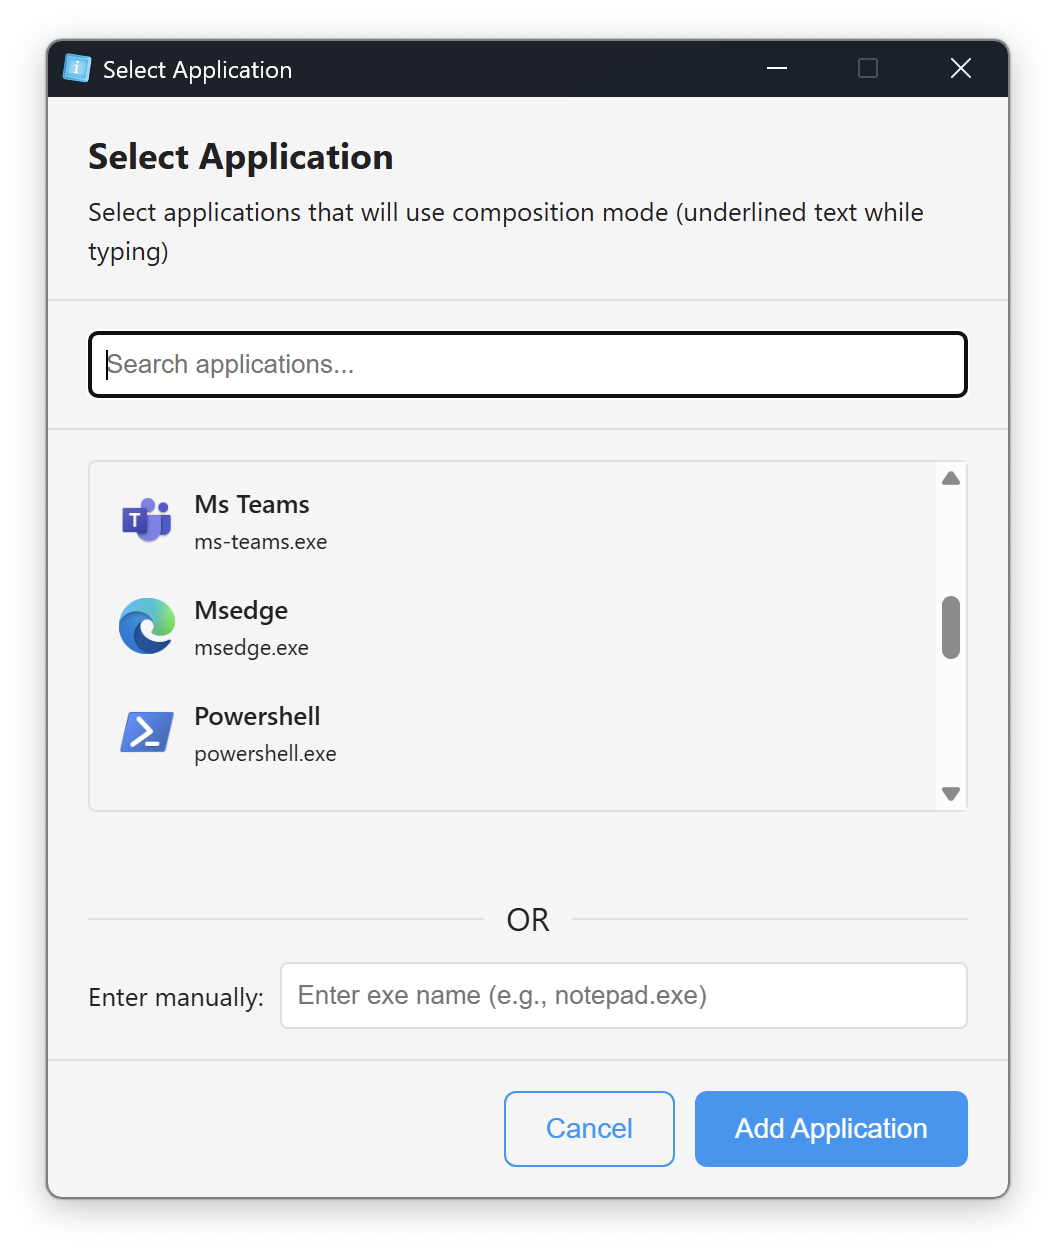 Select Application
Select Application
Select applications that will use composition mode (underlined text while
typing)
Search applications...
T
Ms Teams
ms-teams.exe
Msedge
msedge.exe
Powershell
powershell.exe
OR
Enter manually:
Enter exe name (e.g., notepad.exe)
Cancel
Add Application